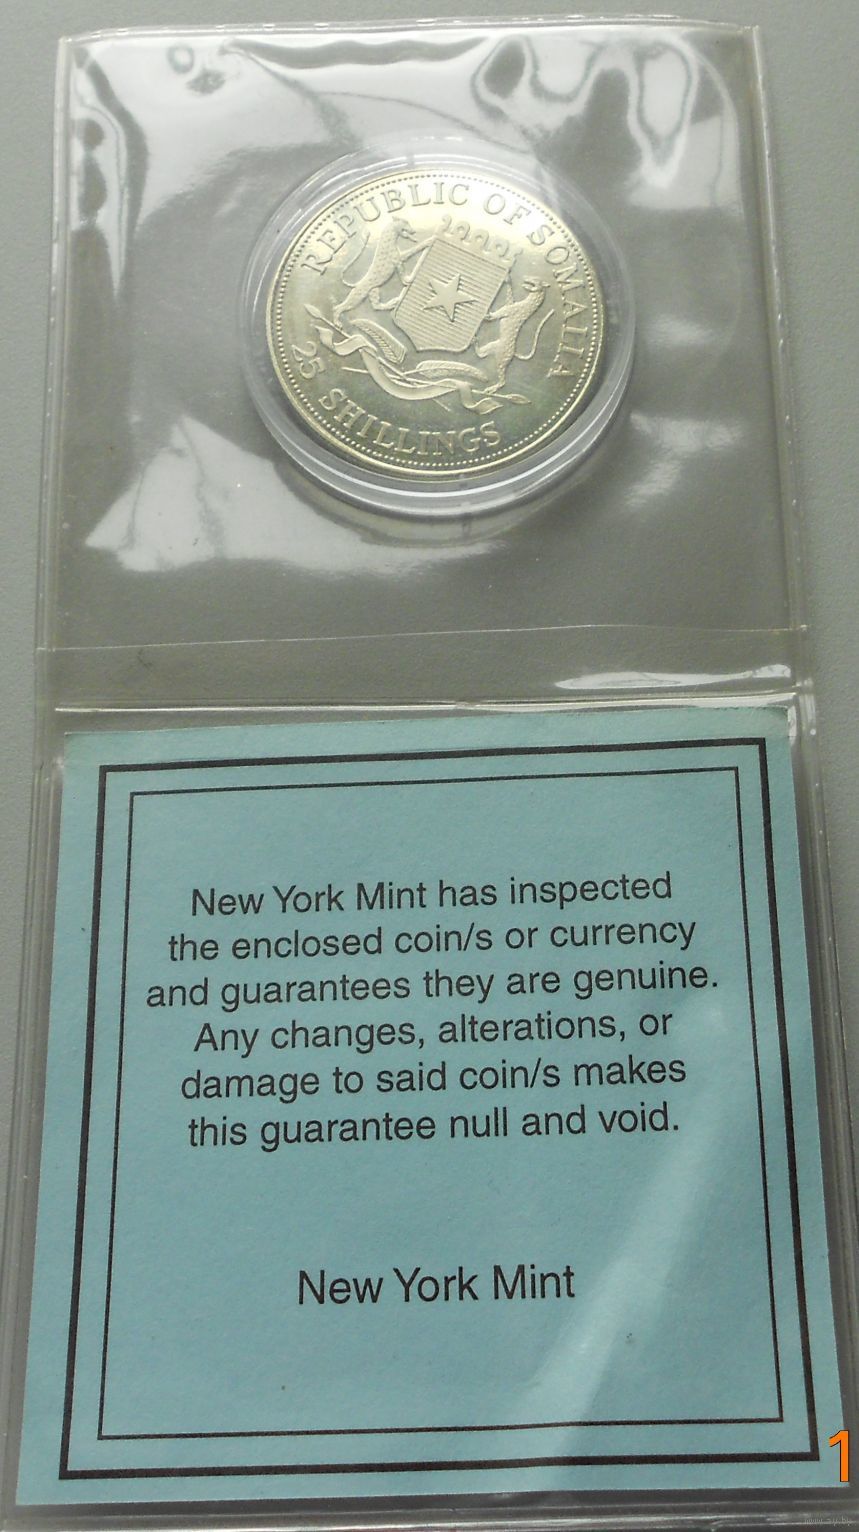 REPUBLIC OF SOMALIA
25 SHILLINGS
New York Mint has inspected
the enclosed coin/s or currency
and guarantees they are genuine.
Any changes, alterations, or
damage to said coin/s makes
this guarantee null and void.
New York Mint
1